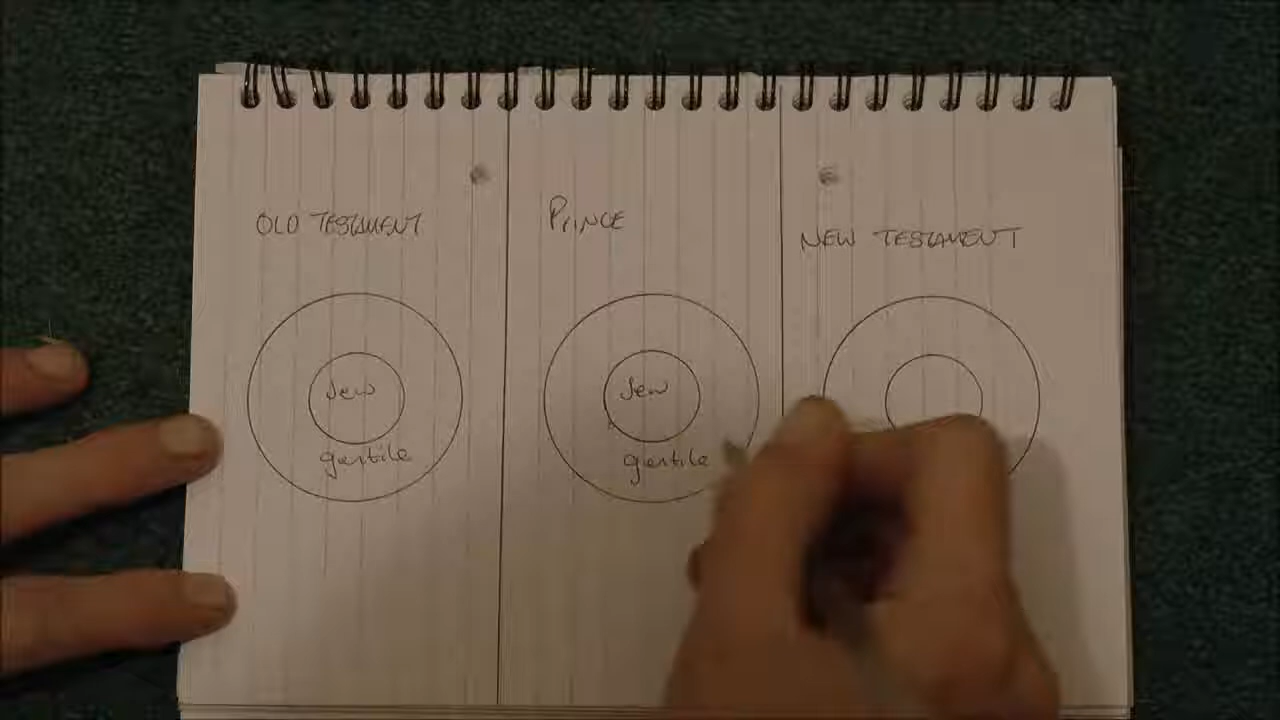 OLD TESTAMENT
Jew
gentile
PRINCE
Jew
gentile
NEW TESTAMENT